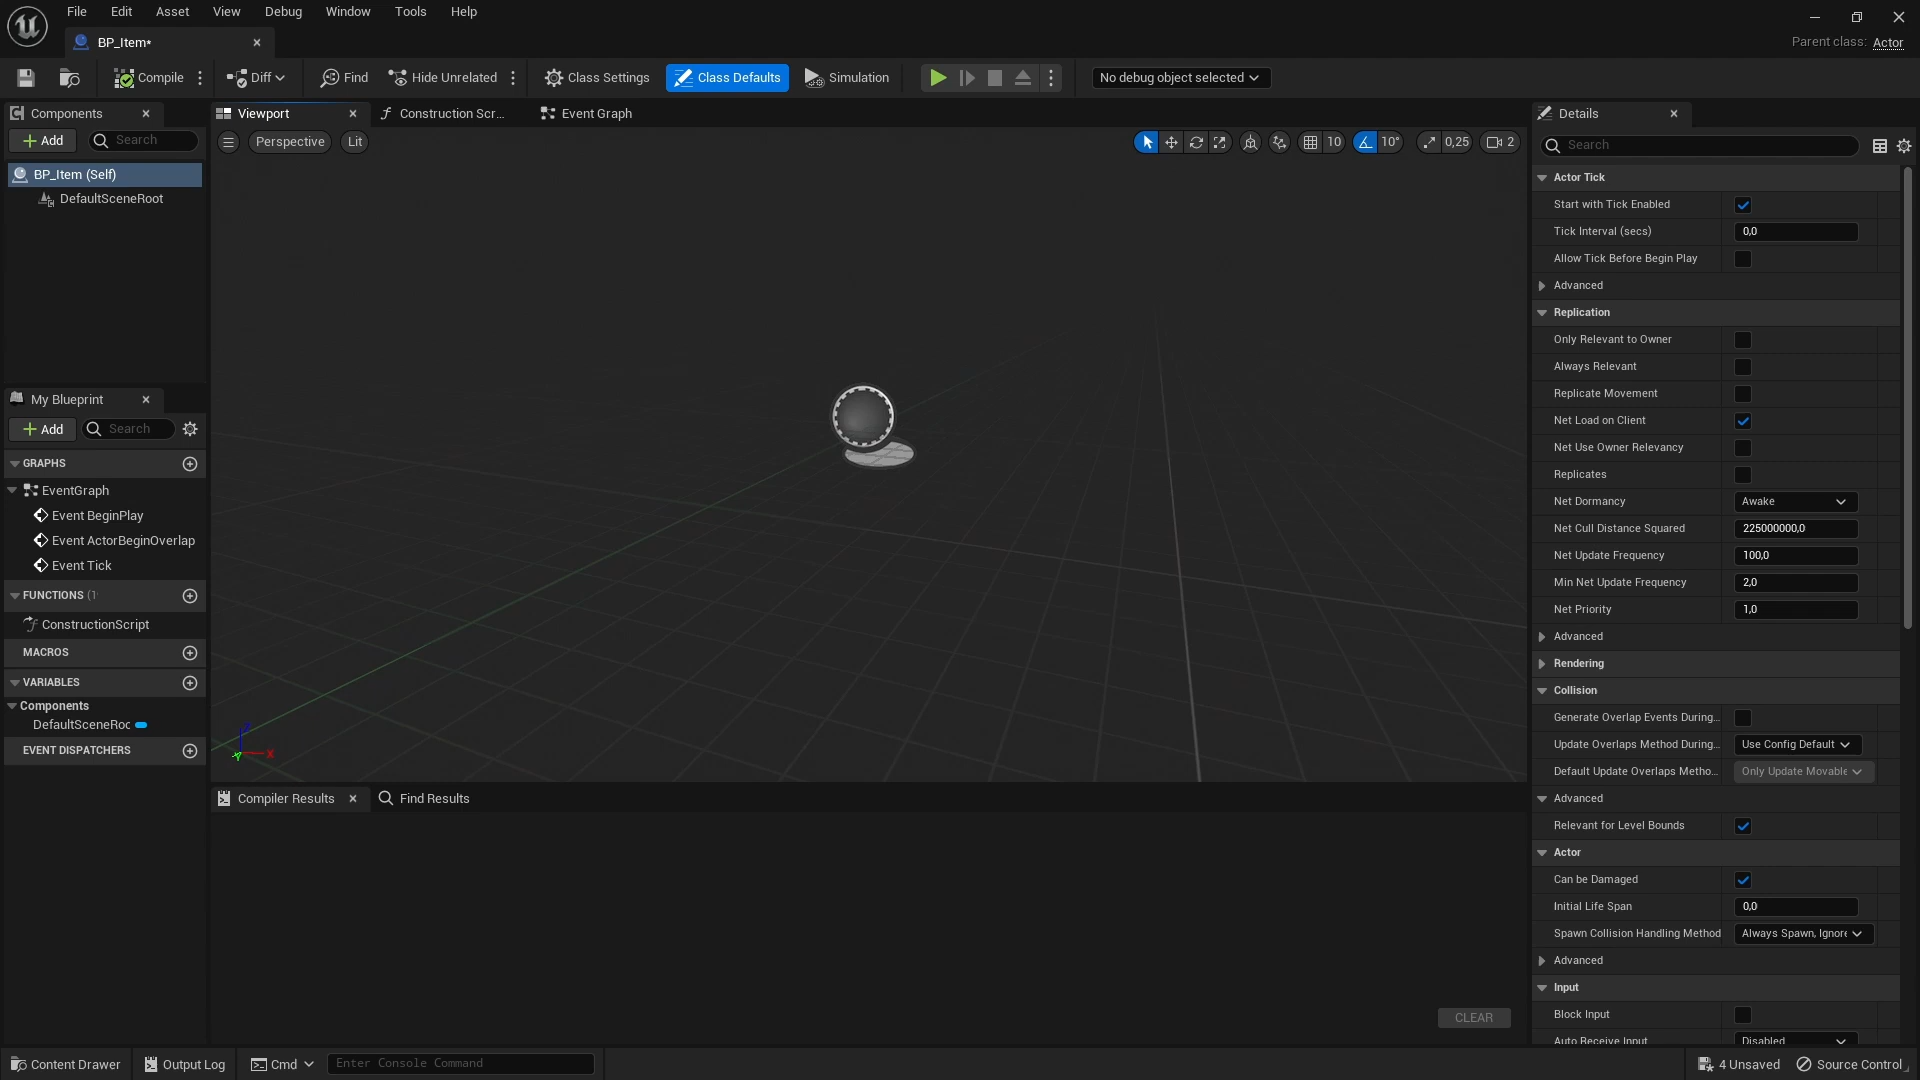 File Edit Asset View Debug Window Tools Help
BP_Item*
Parent class: Actor
Compile Diff Find Hide Unrelated Class Settings Class Defaults Simulation No debug object selected
Components
Add Search
BP_Item (Self)
DefaultSceneRoot
My Blueprint
Add Search
GRAPHS
EventGraph
Event BeginPlay
Event ActorBeginOverlap
Event Tick
FUNCTIONS (1
ConstructionScript
MACROS
VARIABLES
Components
DefaultSceneRoc
EVENT DISPATCHERS
Viewport Construction Scr... Event Graph
Perspective Lit 10 10° 0,25 2
Z
X
Y
Compiler Results Find Results
CLEAR
Details
Search
Actor Tick
Start with Tick Enabled
Tick Interval (secs) 0,0
Allow Tick Before Begin Play
Advanced
Replication
Only Relevant to Owner
Always Relevant
Replicate Movement
Net Load on Client
Net Use Owner Relevancy
Replicates
Net Dormancy Awake
Net Cull Distance Squared 225000000,0
Net Update Frequency 100,0
Min Net Update Frequency 2,0
Net Priority 1,0
Advanced
Rendering
Collision
Generate Overlap Events During...
Update Overlaps Method During... Use Config Default
Default Update Overlaps Metho... Only Update Movable
Advanced
Relevant for Level Bounds
Actor
Can be Damaged
Initial Life Span 0,0
Spawn Collision Handling Method Always Spawn, Ignore
Advanced
Input
Block Input
Auto Receive Input Disabled
Content Drawer Output Log Cmd Enter Console Command 4 Unsaved Source Control